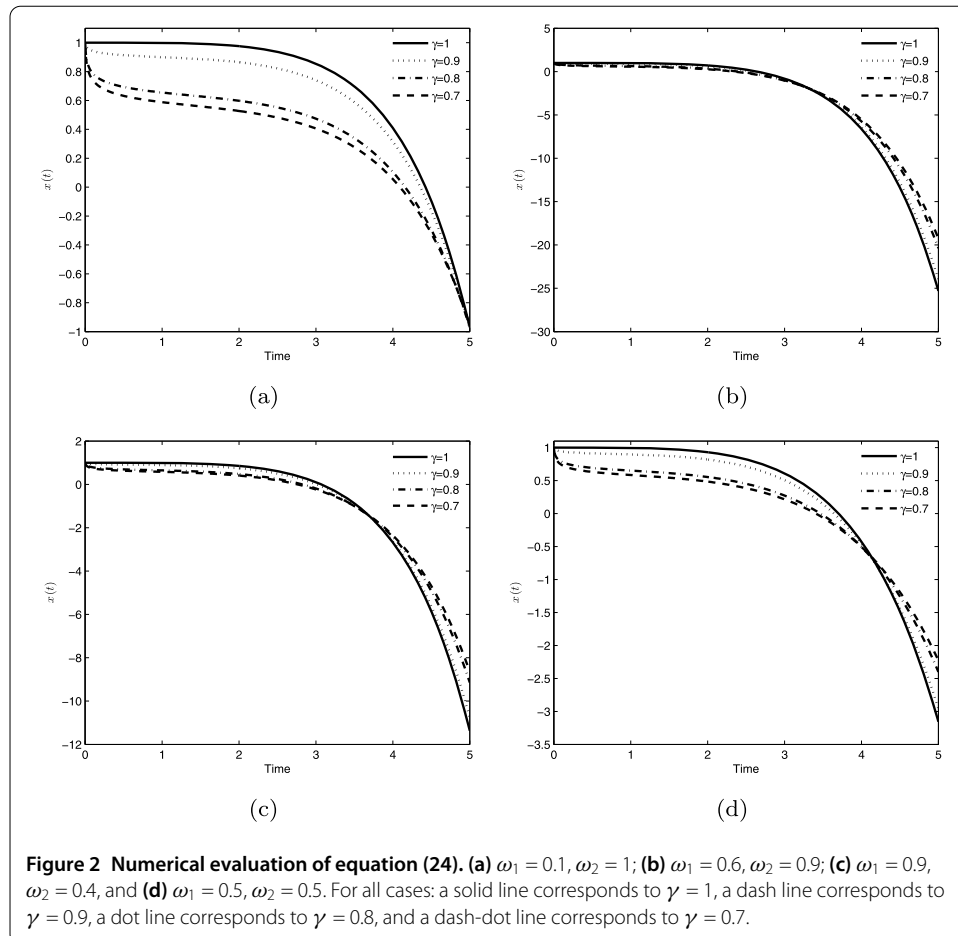 1
0.8
0.6
0.4
0.2
0
−0.2
−0.4
−0.6
−0.8
−1
x(t)
0 1 2 3 4 5
Time
γ=1
γ=0.9
γ=0.8
γ=0.7
(a)
5
0
−5
−10
−15
−20
−25
−30
x(t)
0 1 2 3 4 5
Time
γ=1
γ=0.9
γ=0.8
γ=0.7
(b)
2
0
−2
−4
−6
−8
−10
−12
x(t)
0 1 2 3 4 5
Time
γ=1
γ=0.9
γ=0.8
γ=0.7
(c)
1
0.5
0
−0.5
−1
−1.5
−2
−2.5
−3
−3.5
x(t)
0 1 2 3 4 5
Time
γ=1
γ=0.9
γ=0.8
γ=0.7
(d)
Figure 2 Numerical evaluation of equation (24). (a) ω₁ = 0.1, ω₂ = 1; (b) ω₁ = 0.6, ω₂ = 0.9; (c) ω₁ = 0.9,
ω₂ = 0.4, and (d) ω₁ = 0.5, ω₂ = 0.5. For all cases: a solid line corresponds to γ = 1, a dash line corresponds to
γ = 0.9, a dot line corresponds to γ = 0.8, and a dash-dot line corresponds to γ = 0.7.